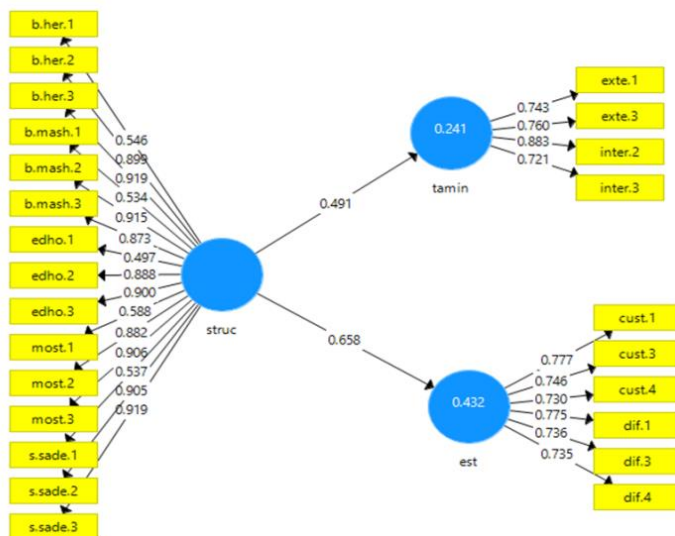 b.her.1
b.her.2
b.her.3
b.mash.1
b.mash.2
b.mash.3
edho.1
edho.2
edho.3
most.1
most.2
most.3
s.sade.1
s.sade.2
s.sade.3
0.546
0.899
0.919
0.534
0.915
0.873
0.497
0.888
0.900
0.588
0.882
0.906
0.537
0.905
0.919
struc
0.491
0.658
0.241
tamin
0.743
0.760
0.883
0.721
exte.1
exte.3
inter.2
inter.3
0.432
est
0.777
0.746
0.730
0.775
0.736
0.735
cust.1
cust.3
cust.4
dif.1
dif.3
dif.4